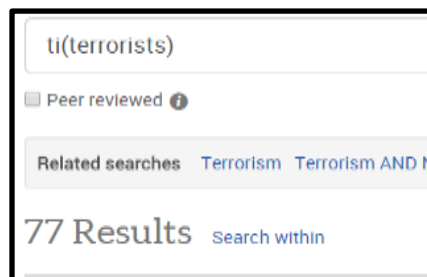 ti(terrorists)
Peer reviewed i
Related searches Terrorism Terrorism AND
77 Results Search within